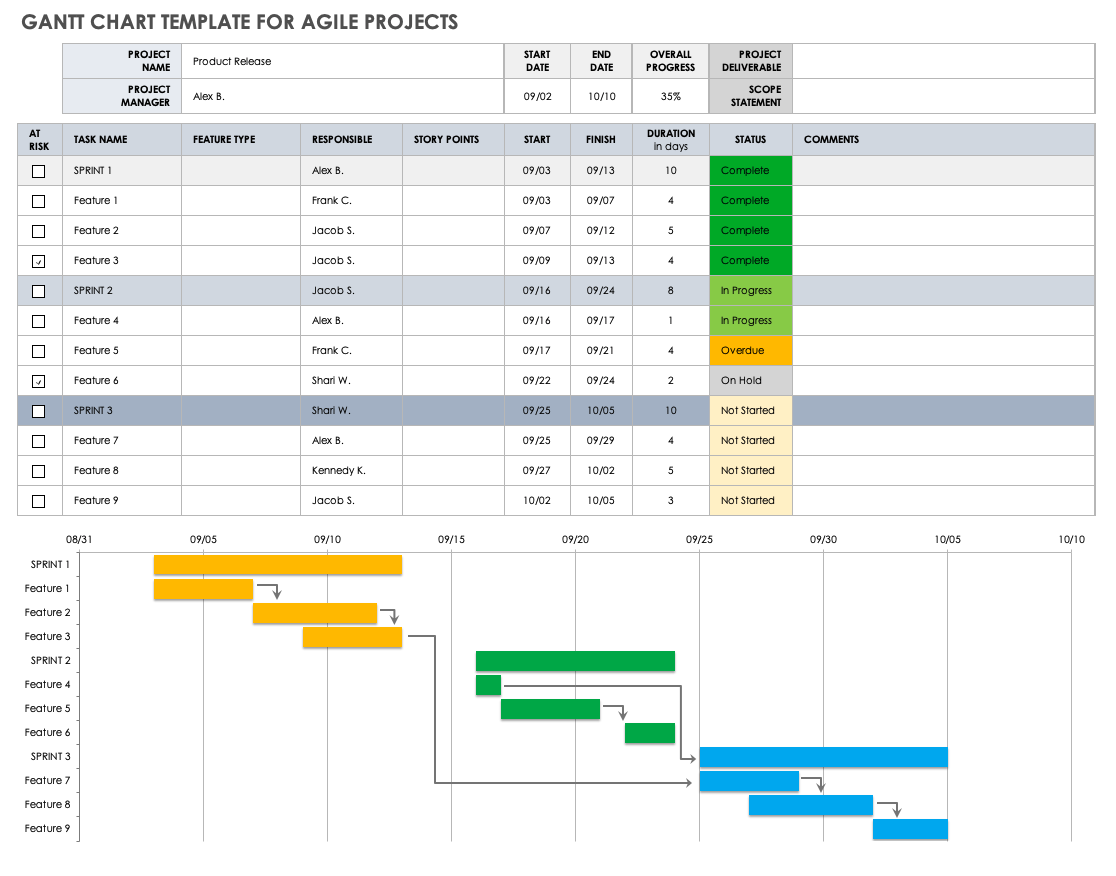 GANTT CHART TEMPLATE FOR AGILE PROJECTS
PROJECT NAME Product Release START DATE END DATE OVERALL PROGRESS PROJECT DELIVERABLE
PROJECT MANAGER Alex B. 09/02 10/10 35% SCOPE STATEMENT
AT RISK TASK NAME FEATURE TYPE RESPONSIBLE STORY POINTS START FINISH DURATION in days STATUS COMMENTS
SPRINT 1 Alex B. 09/03 09/13 10 Complete
Feature 1 Frank C. 09/03 09/07 4 Complete
Feature 2 Jacob S. 09/07 09/12 5 Complete
Feature 3 Jacob S. 09/09 09/13 4 Complete
SPRINT 2 Jacob S. 09/16 09/24 8 In Progress
Feature 4 Alex B. 09/16 09/17 1 In Progress
Feature 5 Frank C. 09/17 09/21 4 Overdue
Feature 6 Shari W. 09/22 09/24 2 On Hold
SPRINT 3 Shari W. 09/25 10/05 10 Not Started
Feature 7 Alex B. 09/25 09/29 4 Not Started
Feature 8 Kennedy K. 09/27 10/02 5 Not Started
Feature 9 Jacob S. 10/02 10/05 3 Not Started
08/31 09/05 09/10 09/15 09/20 09/25 09/30 10/05 10/10
SPRINT 1
Feature 1
Feature 2
Feature 3
SPRINT 2
Feature 4
Feature 5
Feature 6
SPRINT 3
Feature 7
Feature 8
Feature 9